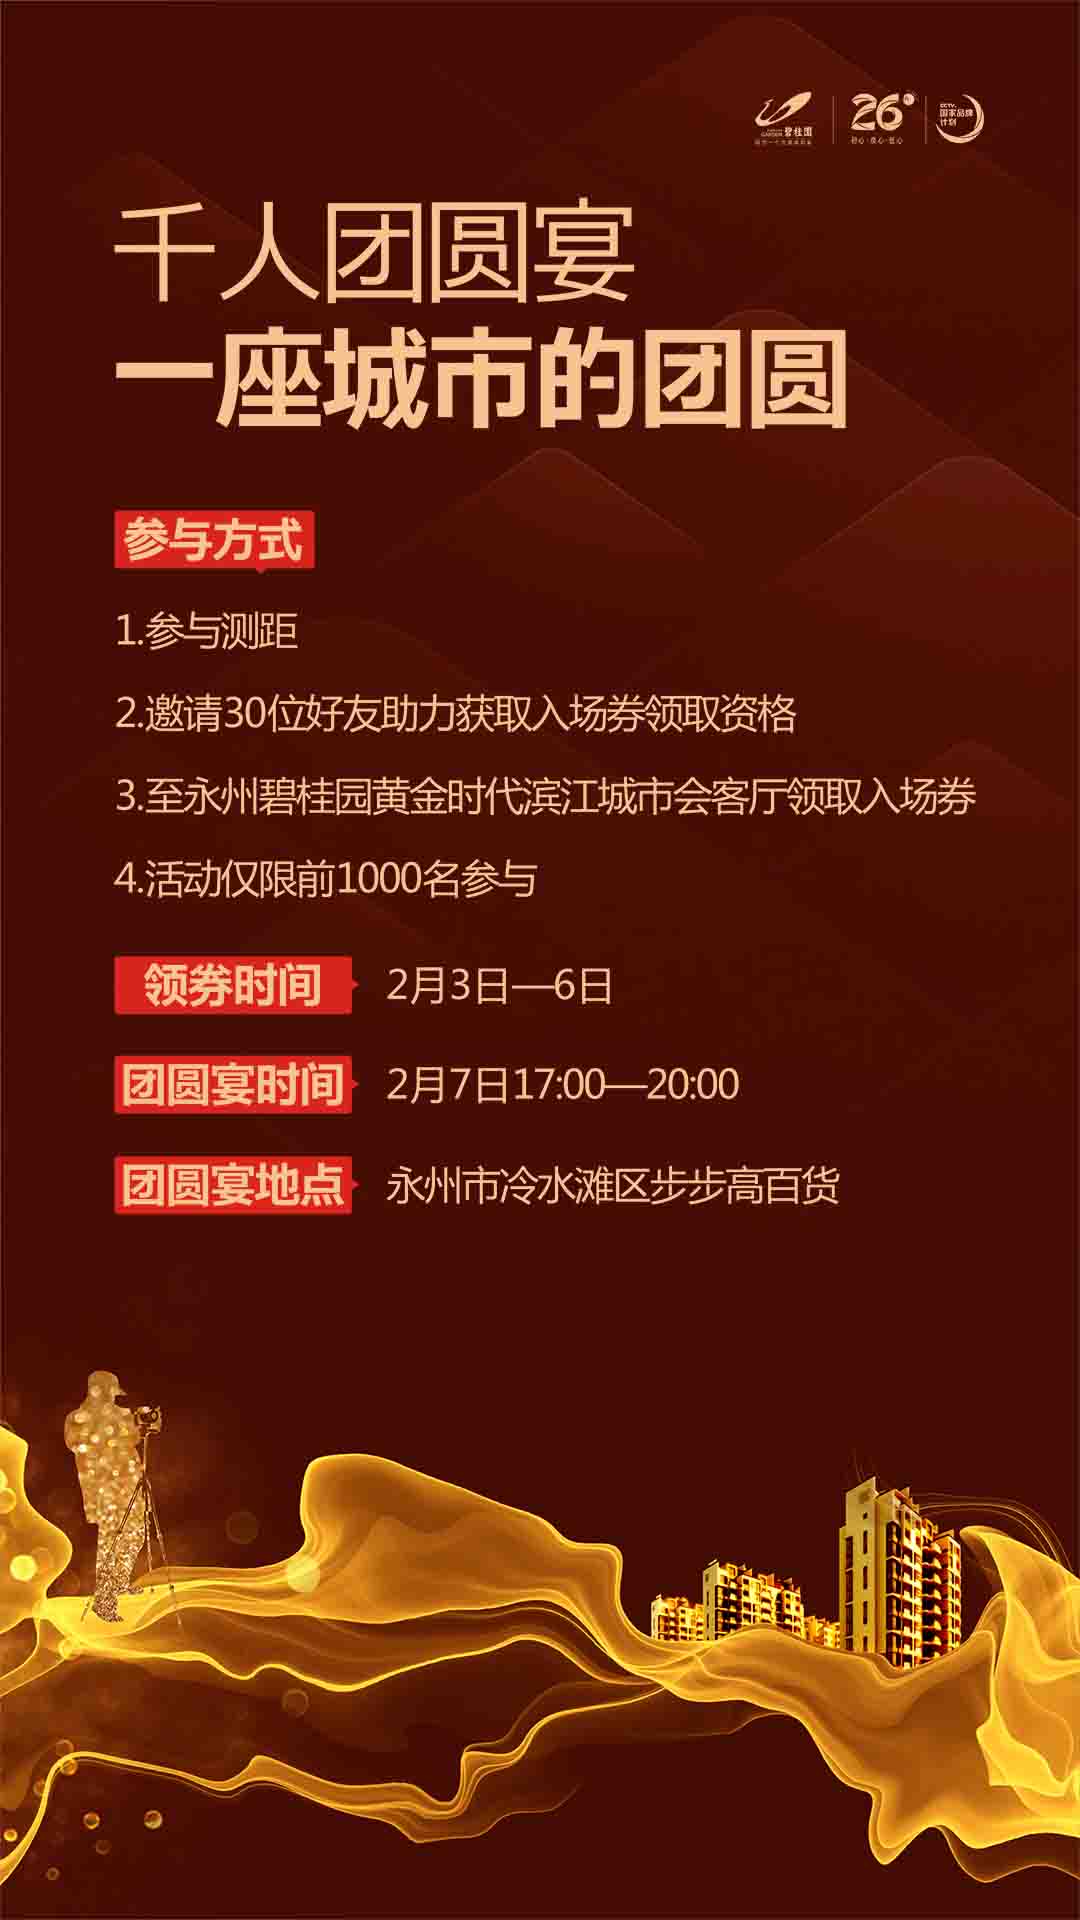 碧桂园
26°
初心·良心·匠心
CCTV.
国家品牌
计划
千人团圆宴
一座城市的团圆
参与方式
1.参与测距
2.邀请30位好友助力获取入场券领取资格
3.至永州碧桂园黄金时代滨江城市会客厅领取入场券
4.活动仅限前1000名参与
领券时间 2月3日—6日
团圆宴时间 2月7日17:00—20:00
团圆宴地点 永州市冷水滩区步步高百货